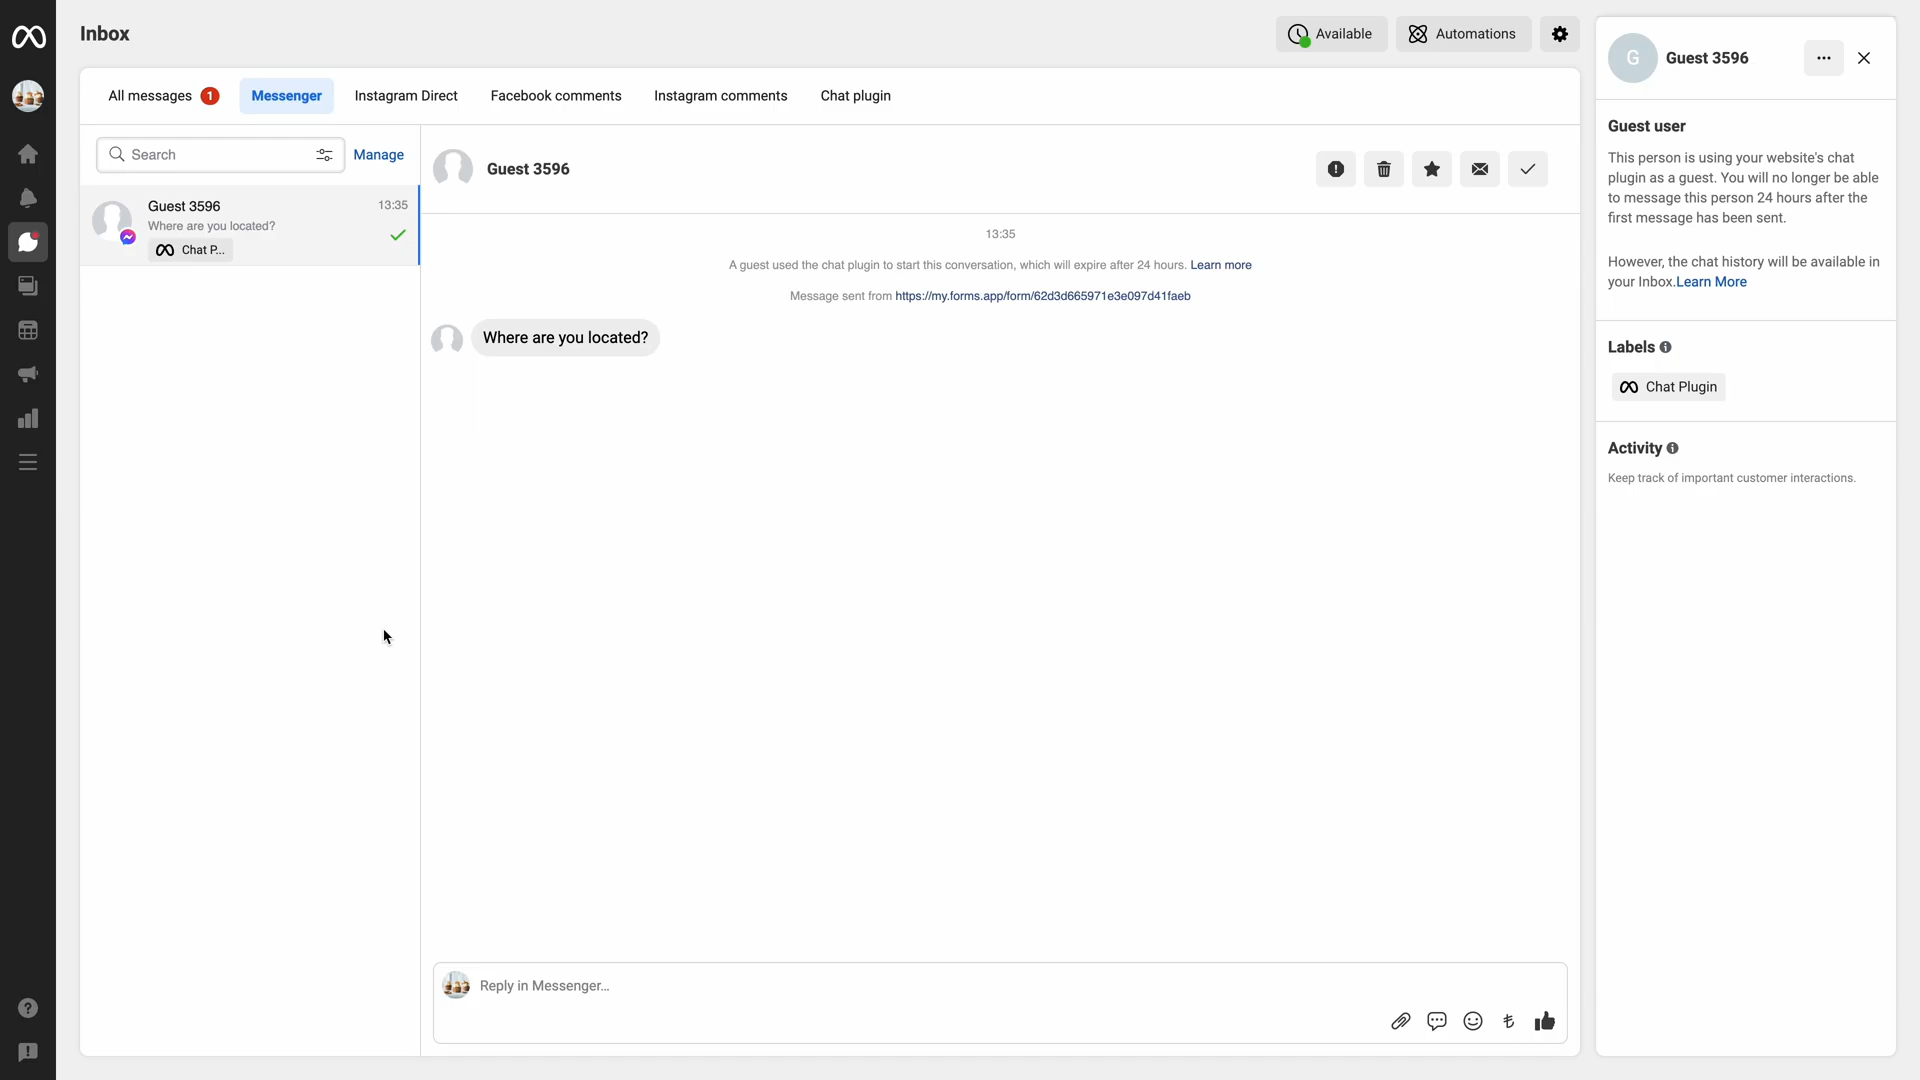 Inbox
Available
Automations
All messages 1
Messenger
Instagram Direct
Facebook comments
Instagram comments
Chat plugin
Search
Manage
Guest 3596
13:35
Where are you located?
Chat P...
Guest 3596
13:35
A guest used the chat plugin to start this conversation, which will expire after 24 hours. Learn more
Message sent from https://my.forms.app/form/62d3d665971e3e097d41faeb
Where are you located?
Reply in Messenger...
G
Guest 3596
Guest user
This person is using your website's chat
plugin as a guest. You will no longer be able
to message this person 24 hours after the
first message has been sent.
However, the chat history will be available in
your Inbox.Learn More
Labels
Chat Plugin
Activity
Keep track of important customer interactions.